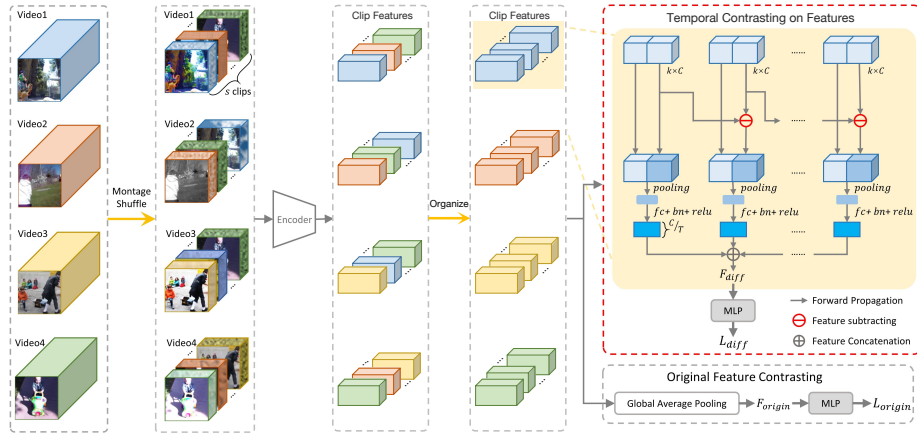 Video1
Video2
Video3
Video4
Montage
Shuffle
Video1
s clips
Video2
Video3
Video4
Encoder
Clip Features
Organize
Clip Features
Temporal Contrasting on Features
k×C
k×C
......
k×C
......
......
pooling
pooling
pooling
fc+ bn+ relu
fc+ bn+ relu
fc+ bn+ relu
C/T
......
......
F_diff
MLP
L_diff
Forward Propagation
Feature subtracting
Feature Concatenation
Original Feature Contrasting
Global Average Pooling
F_origin
MLP
L_origin